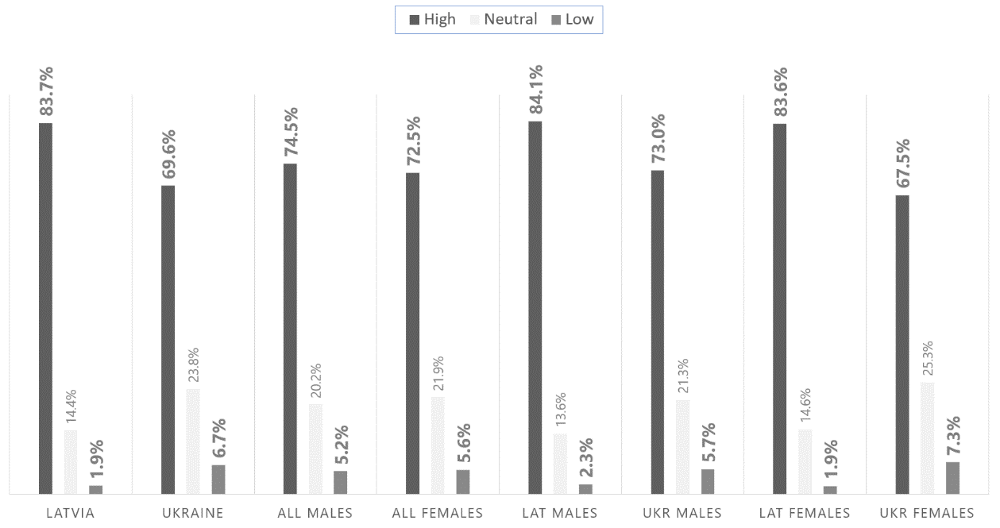 High Neutral Low
83.7% 14.4% 1.9%
69.6% 23.8% 6.7%
74.5% 20.2% 5.2%
72.5% 21.9% 5.6%
84.1% 13.6% 2.3%
73.0% 21.3% 5.7%
83.6% 14.6% 1.9%
67.5% 25.3% 7.3%
LATVIA UKRAINE ALL MALES ALL FEMALES LAT MALES UKR MALES LAT FEMALES UKR FEMALES